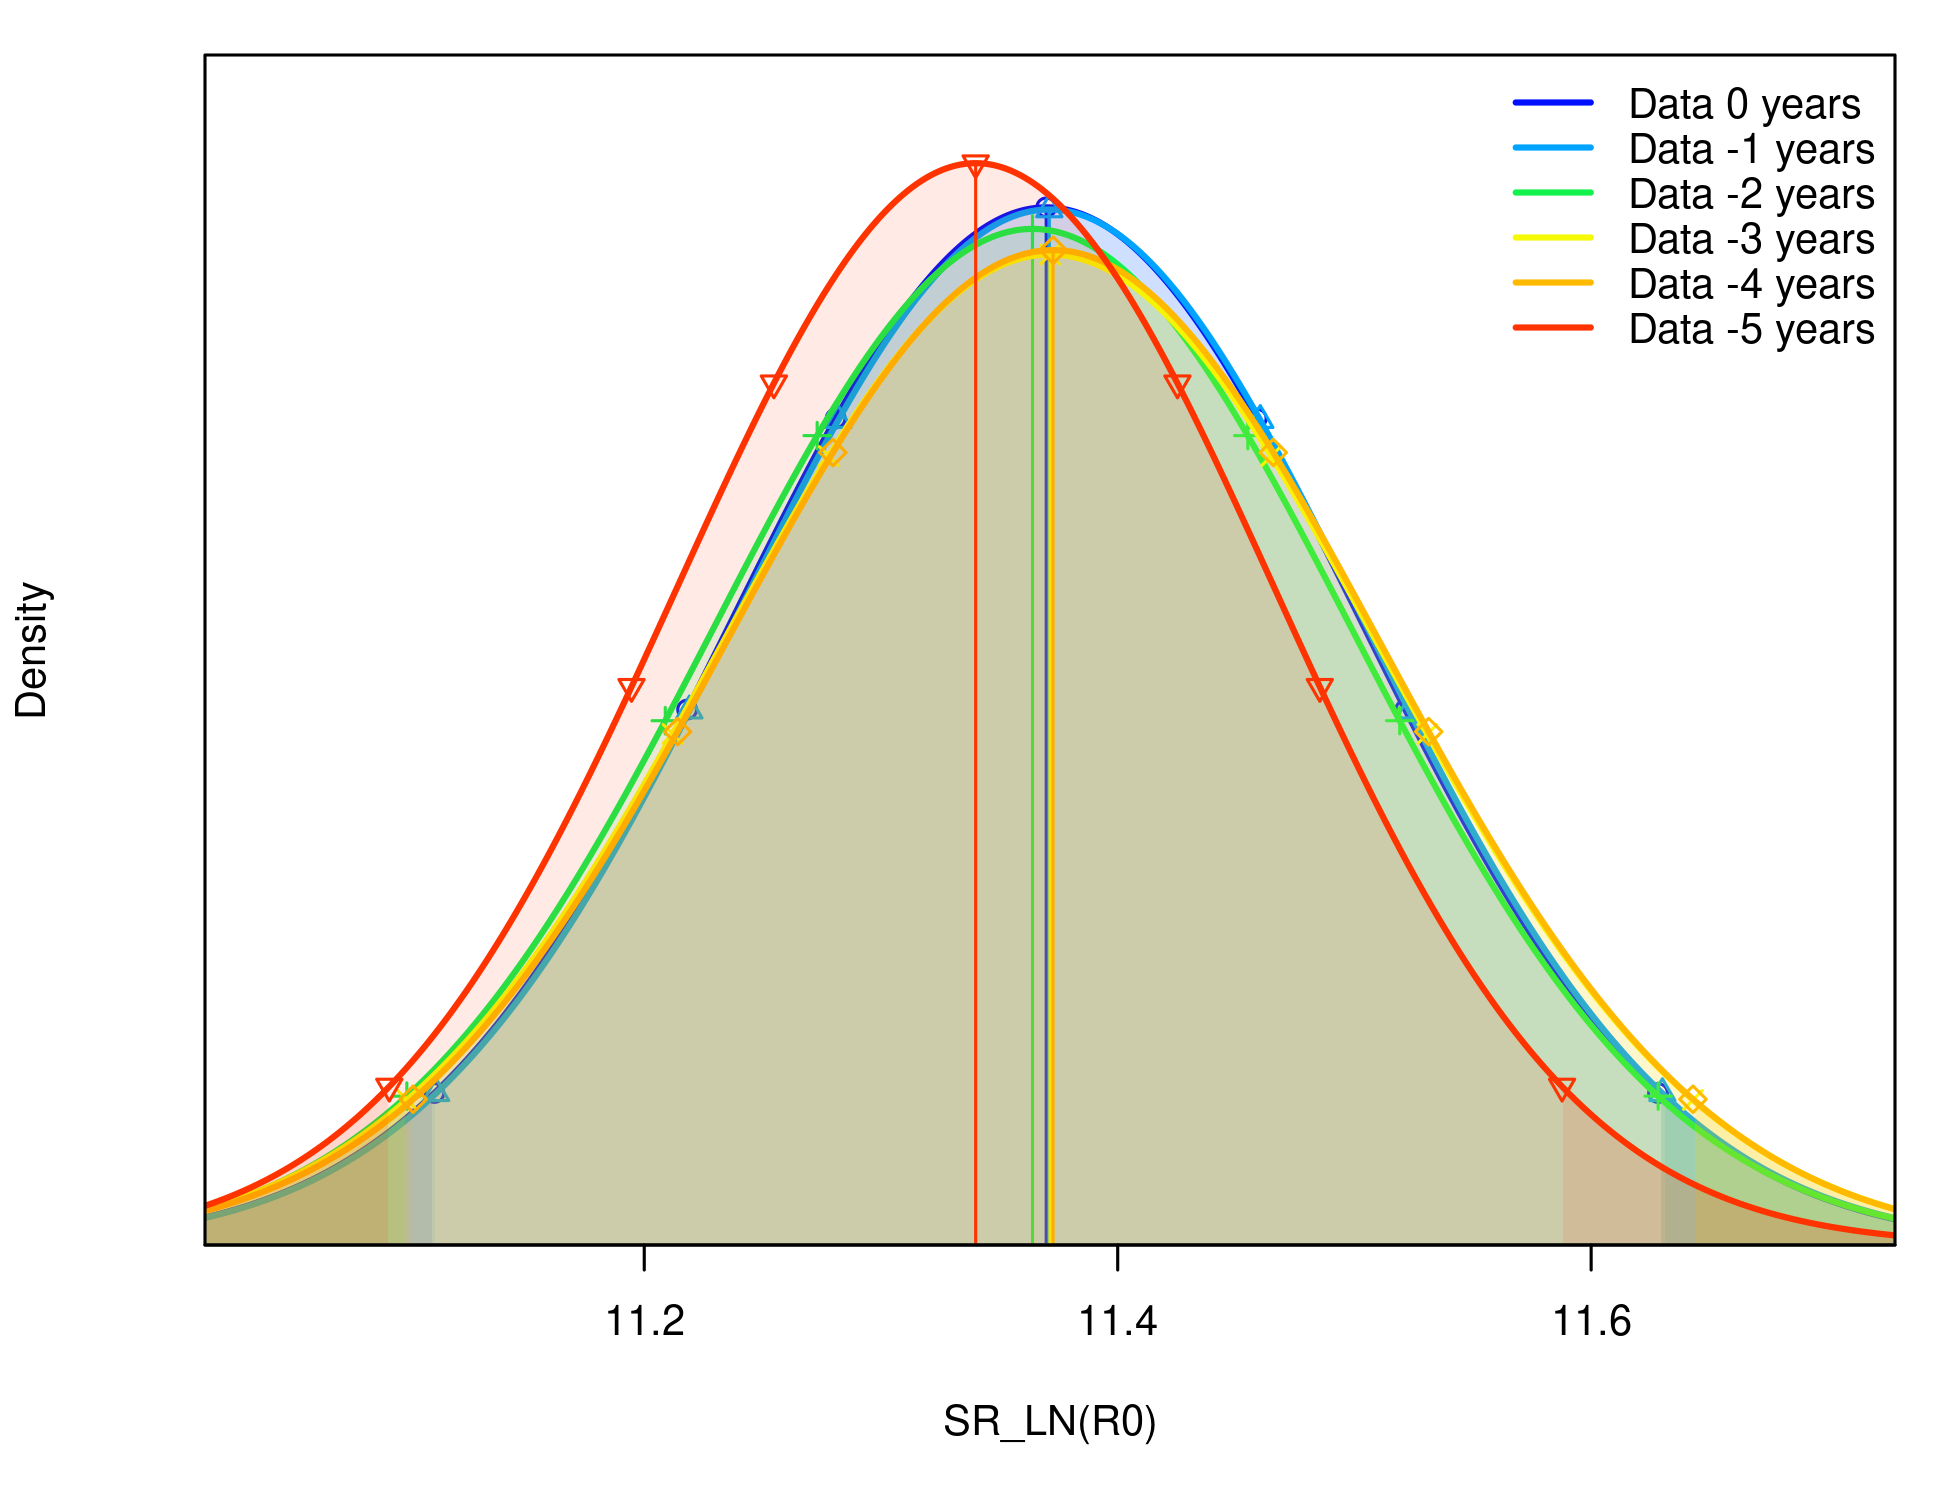 Data 0 years
Data -1 years
Data -2 years
Data -3 years
Data -4 years
Data -5 years
Density
11.2
11.4
11.6
SR_LN(R0)